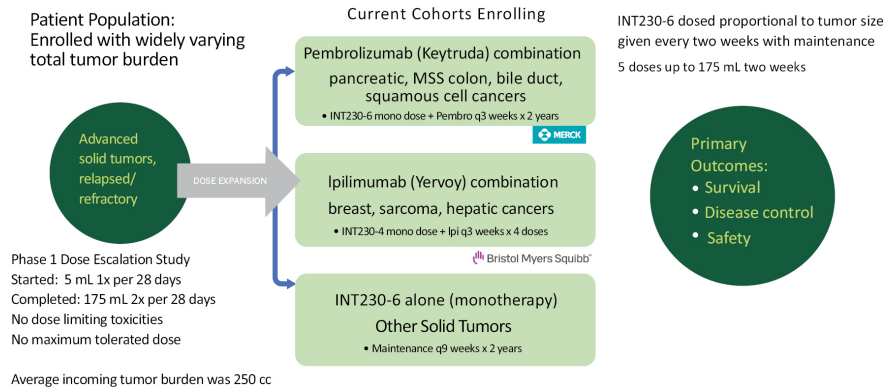 Patient Population:
Enrolled with widely varying
total tumor burden
Advanced
solid tumors,
relapsed/
refractory
DOSE EXPANSION
Phase 1 Dose Escalation Study
Started: 5 mL 1x per 28 days
Completed: 175 mL 2x per 28 days
No dose limiting toxicities
No maximum tolerated dose
Average incoming tumor burden was 250 cc
Current Cohorts Enrolling
Pembrolizumab (Keytruda) combination
pancreatic, MSS colon, bile duct,
squamous cell cancers
• INT230-6 mono dose + Pembro q3 weeks x 2 years
MERCK
Ipilimumab (Yervoy) combination
breast, sarcoma, hepatic cancers
• INT230-4 mono dose + Ipi q3 weeks x 4 doses
Bristol Myers Squibb™
INT230-6 alone (monotherapy)
Other Solid Tumors
• Maintenance q9 weeks x 2 years
INT230-6 dosed proportional to tumor size
given every two weeks with maintenance
5 doses up to 175 mL two weeks
Primary
Outcomes:
• Survival
• Disease control
• Safety